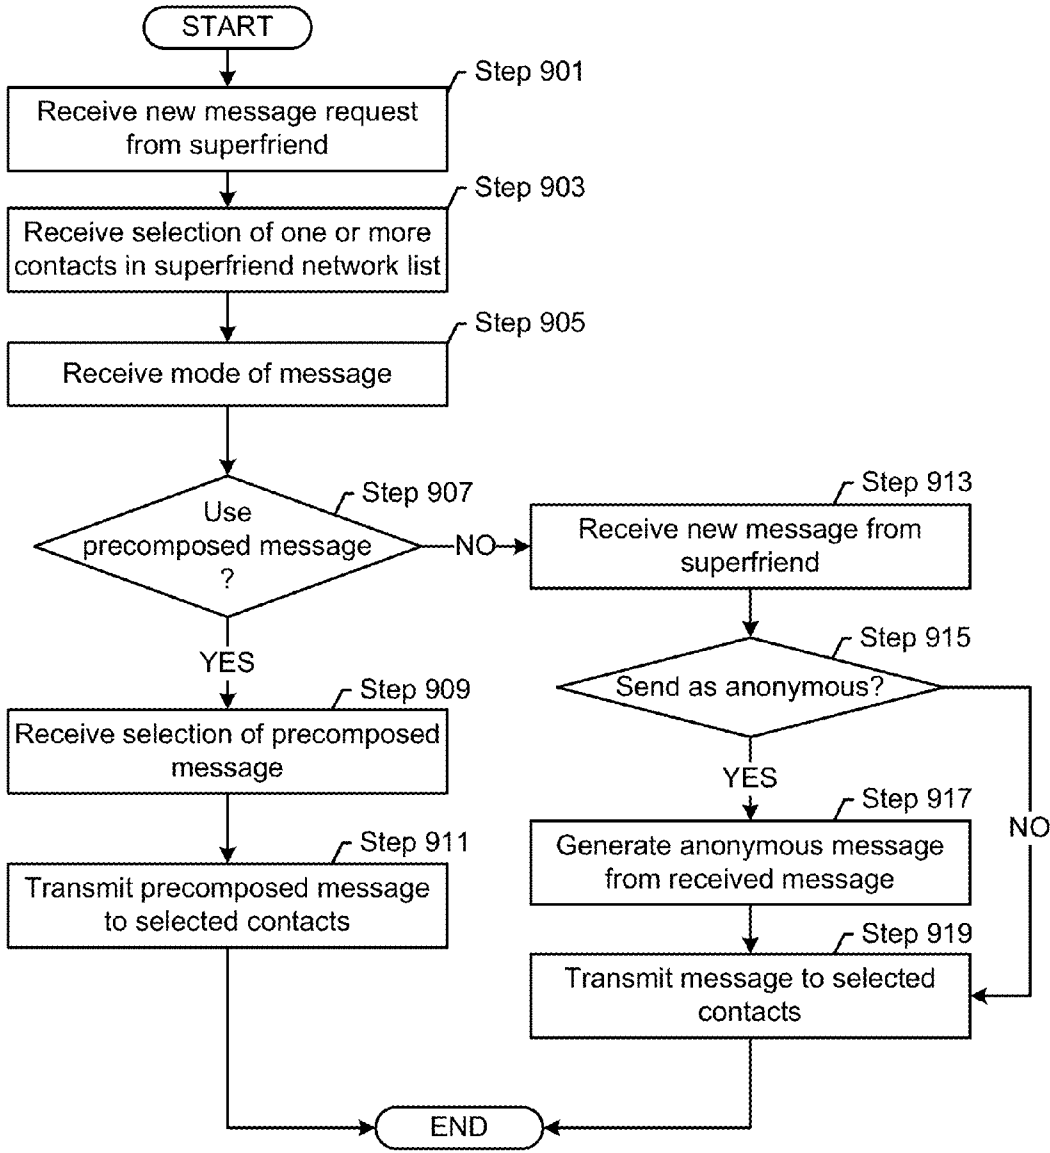 START
Step 901
Receive new message request
from superfriend
Step 903
Receive selection of one or more
contacts in superfriend network list
Step 905
Receive mode of message
Step 907
Use
precomposed message
?
NO
YES
Step 909
Receive selection of precomposed
message
Step 911
Transmit precomposed message
to selected contacts
Step 913
Receive new message from
superfriend
Step 915
Send as anonymous?
YES
NO
Step 917
Generate anonymous message
from received message
Step 919
Transmit message to selected
contacts
END